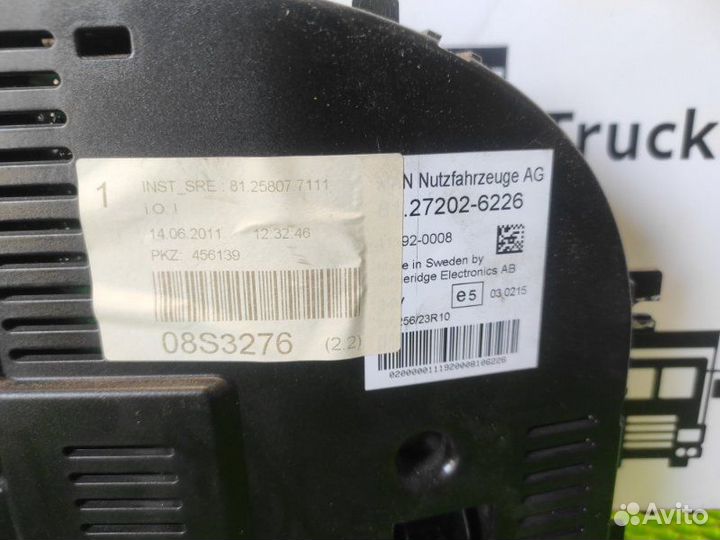 1
INST_SRE : 81.25807.7111
i.O. !
14.06.2011 12.32.46
PKZ: 456139
08S3276 (2.2)
N Nutzfahrzeuge AG
.27202-6226
92-0008
e in Sweden by
eridge Electronics AB
e5 03 0215
256/23R10
0200000111920008106226
Truck
Avito